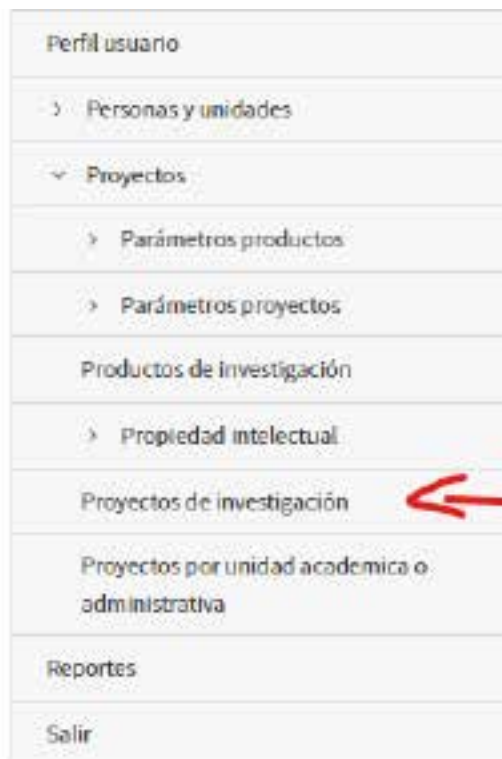 Perfil usuario
Personas y unidades
Proyectos
Parámetros productos
Parámetros proyectos
Productos de investigación
Propiedad intelectual
Proyectos de investigación
Proyectos por unidad academica o
administrativa
Reportes
Salir